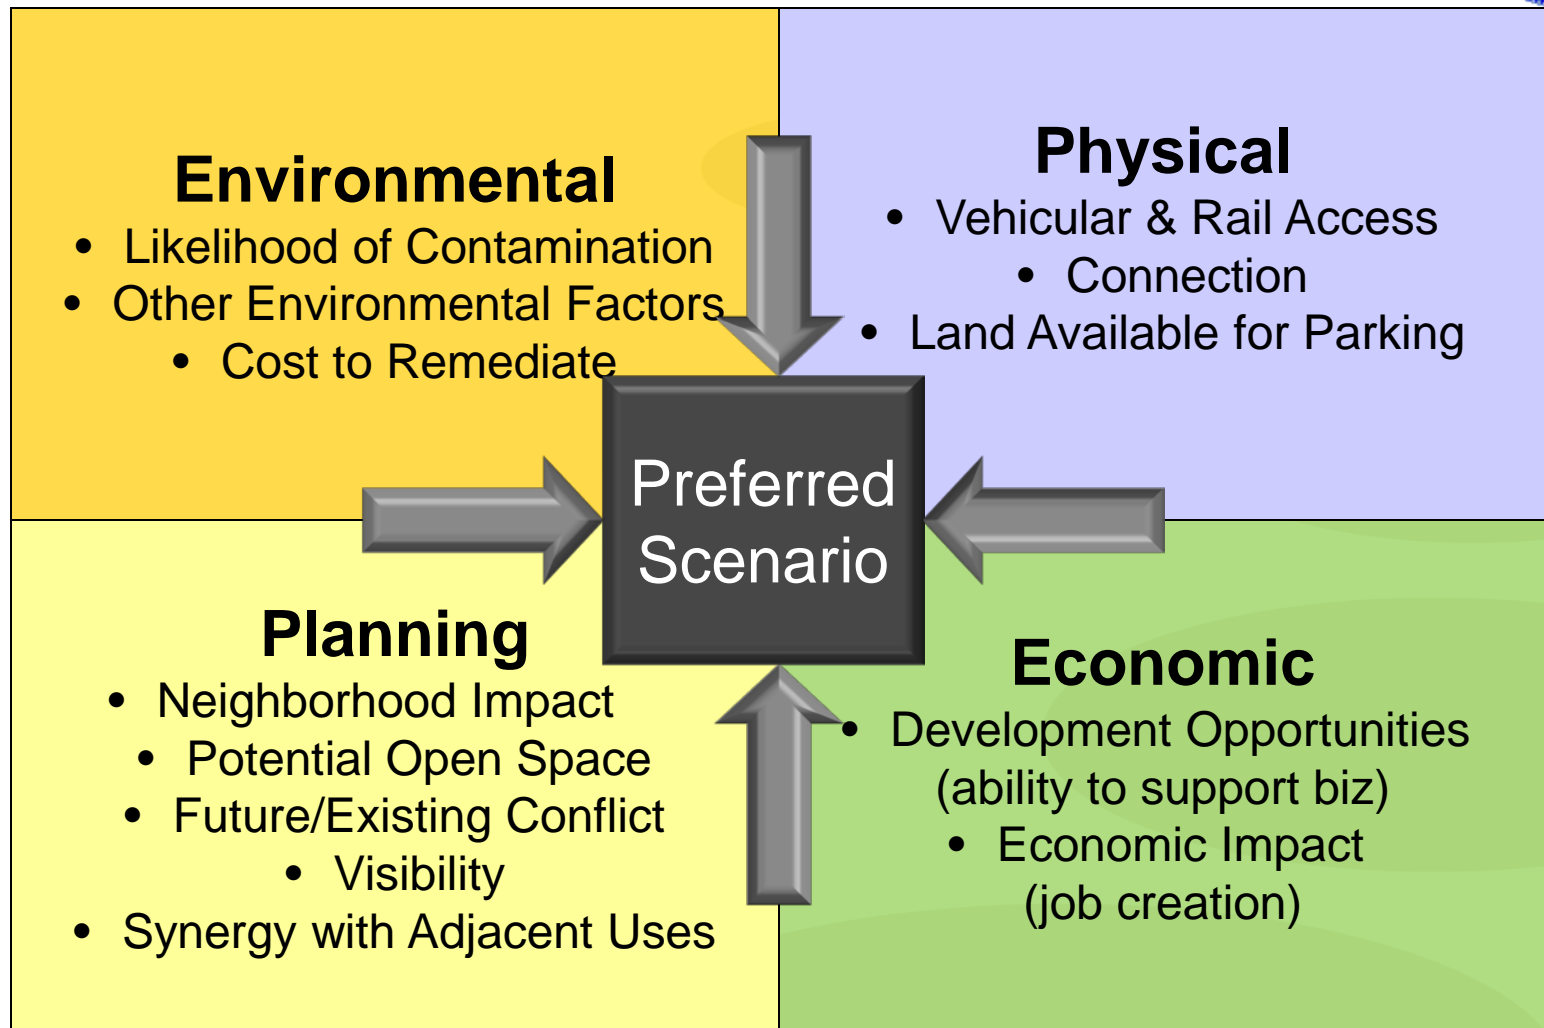 Environmental
• Likelihood of Contamination
• Other Environmental Factors
• Cost to Remediate
Physical
• Vehicular & Rail Access
• Connection
• Land Available for Parking
Preferred
Scenario
Planning
• Neighborhood Impact
• Potential Open Space
• Future/Existing Conflict
• Visibility
• Synergy with Adjacent Uses
Economic
• Development Opportunities
(ability to support biz)
• Economic Impact
(job creation)